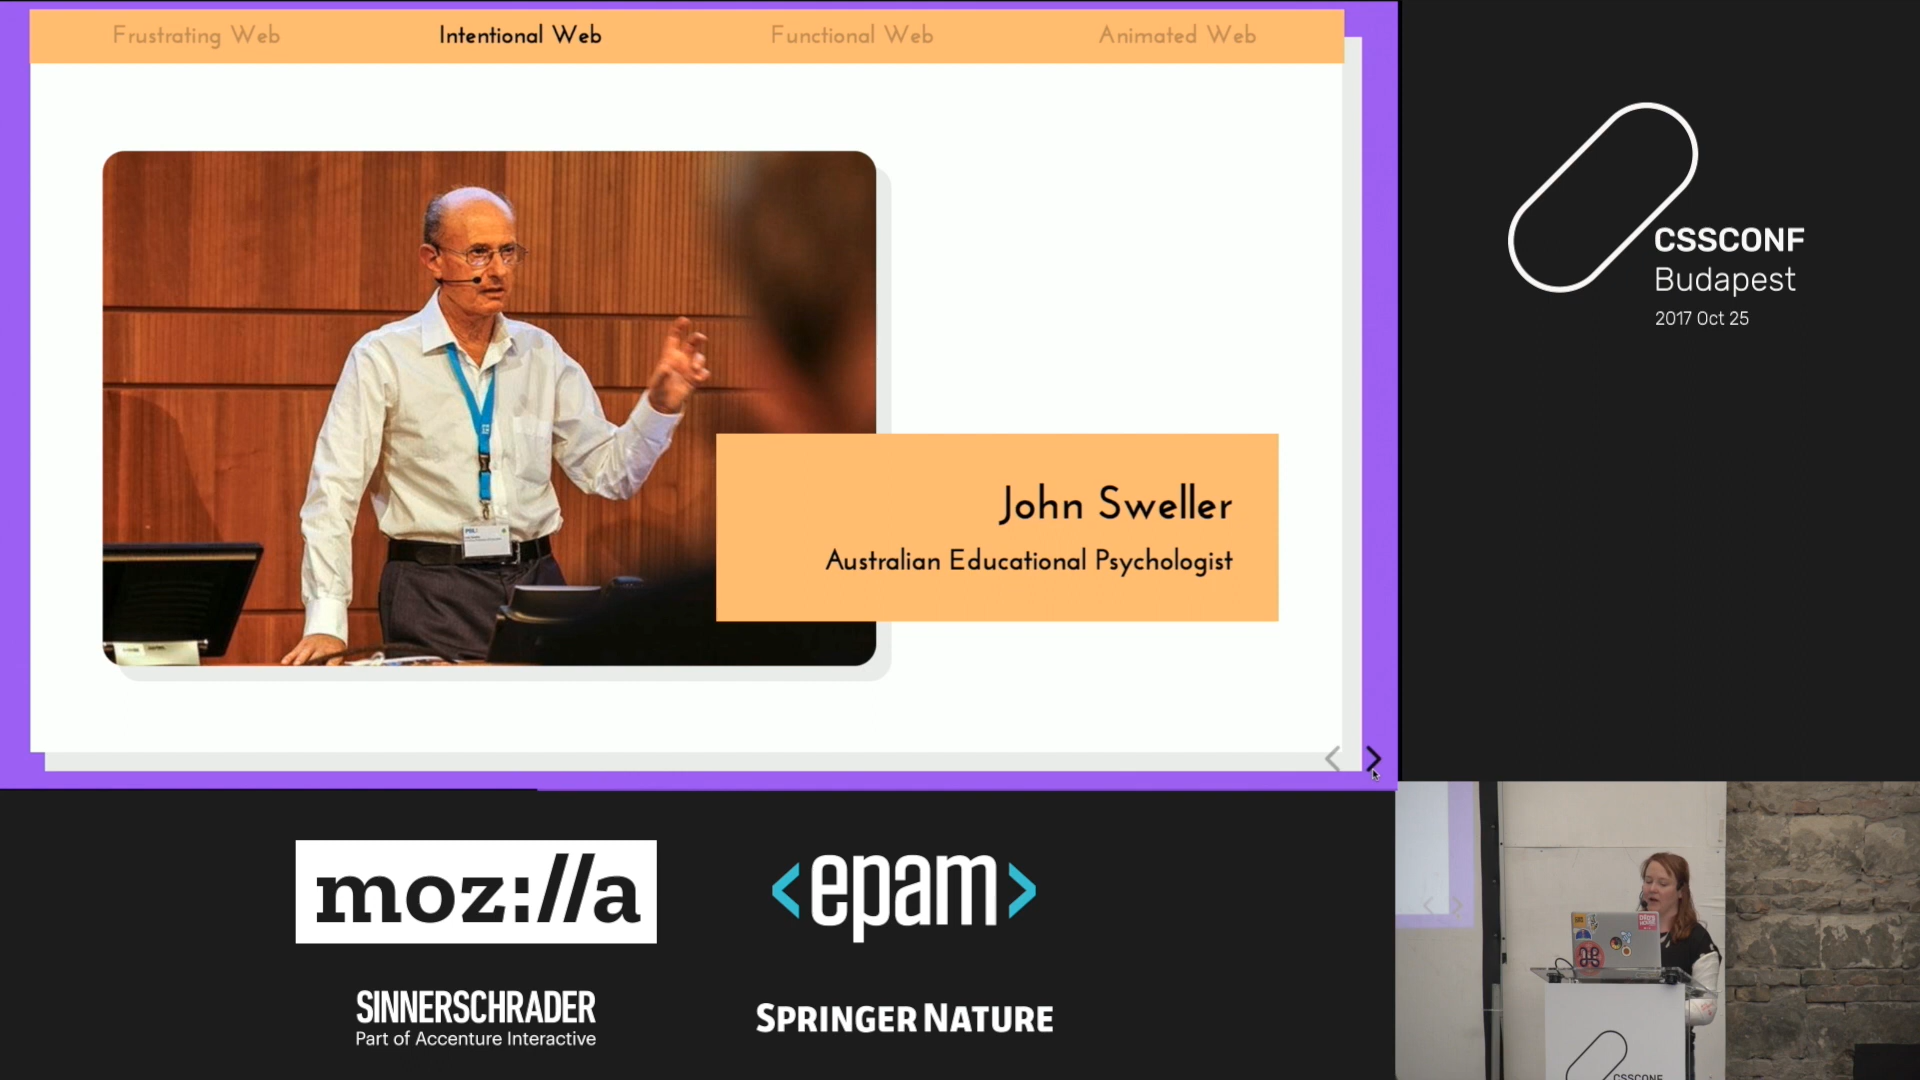 Frustrating Web
Intentional Web
Functional Web
Animated Web
John Sweller
Australian Educational Psychologist
CSSCONF
Budapest
2017 Oct 25
moz://a
<epam>
SINNERSCHRADER
Part of Accenture Interactive
SPRINGER NATURE
CSSCONF